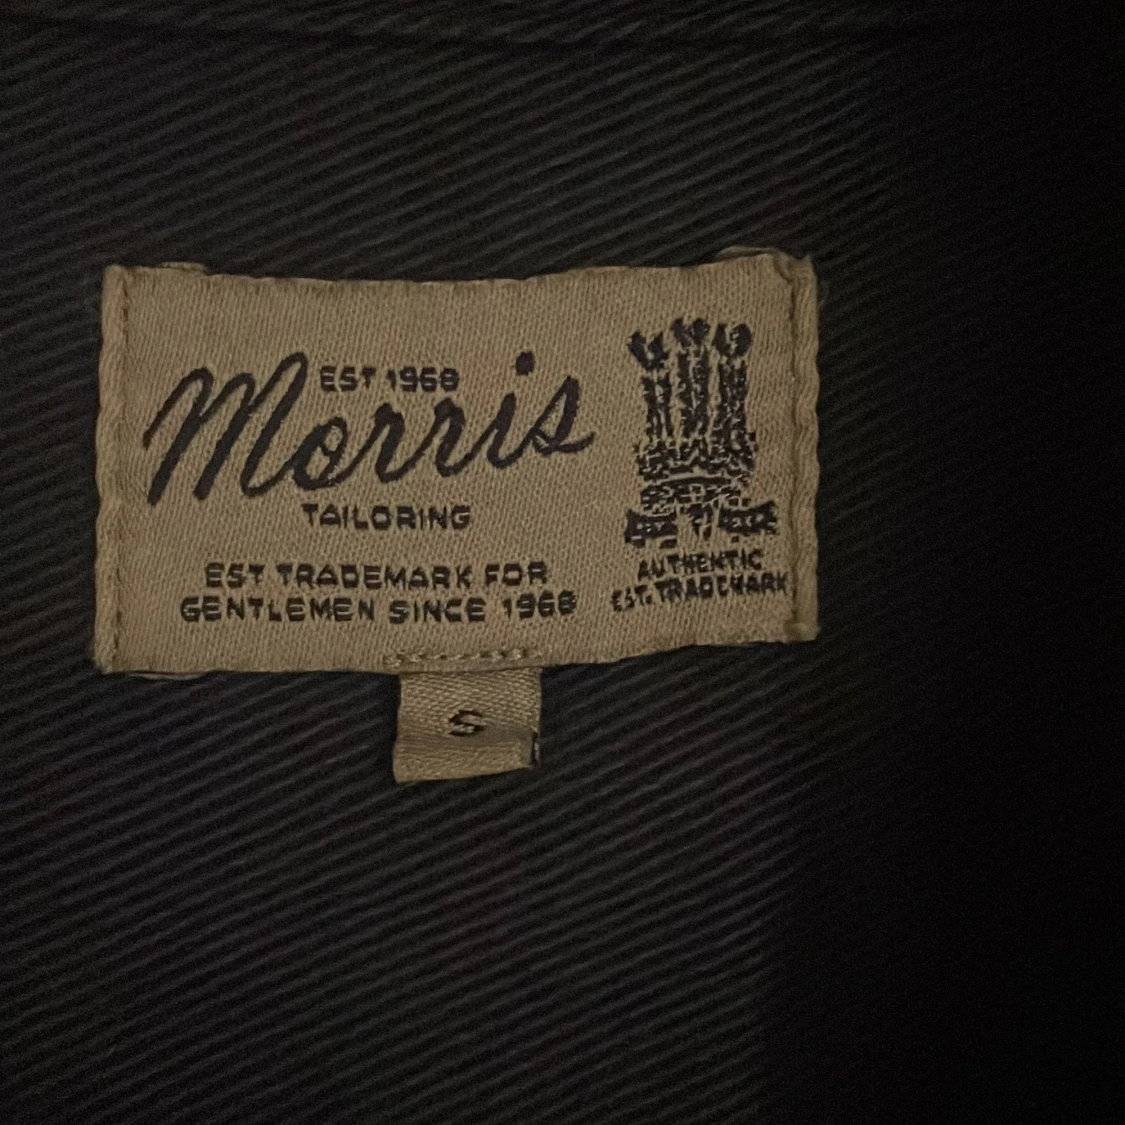 EST 1968
Morris
TAILORING
EST TRADEMARK FOR
GENTLEMEN SINCE 1968
AUTHENTIC
EST. TRADEMARK
S